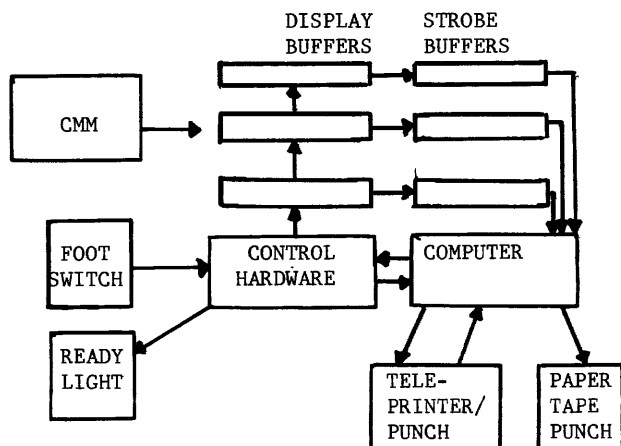 DISPLAY
BUFFERS
STROBE
BUFFERS
CMM
FOOT
SWITCH
CONTROL
HARDWARE
COMPUTER
READY
LIGHT
TELE-
PRINTER/
PUNCH
PAPER
TAPE
PUNCH